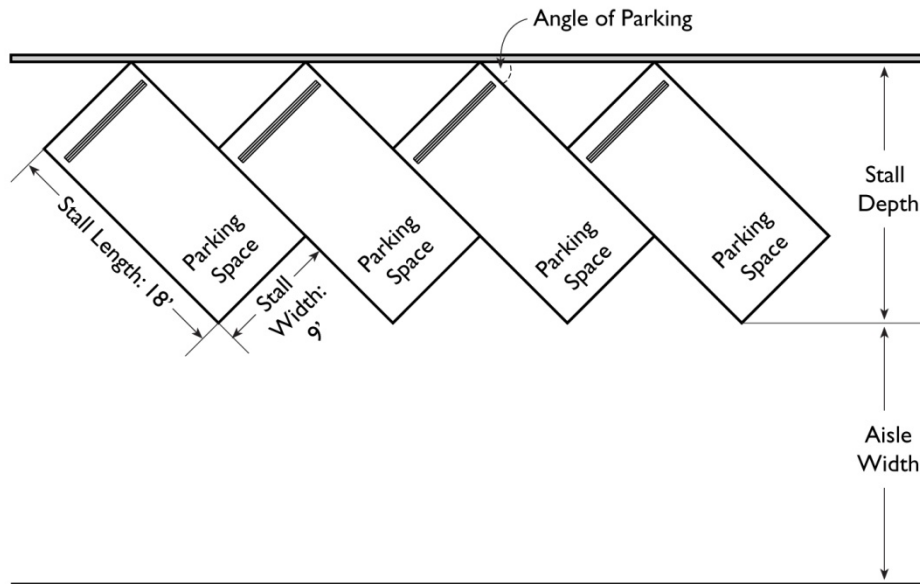 Angle of Parking
Stall
Depth
Stall Length: 18'
Parking
Space
Stall
Width:
9'
Parking
Space
Parking
Space
Parking
Space
Aisle
Width